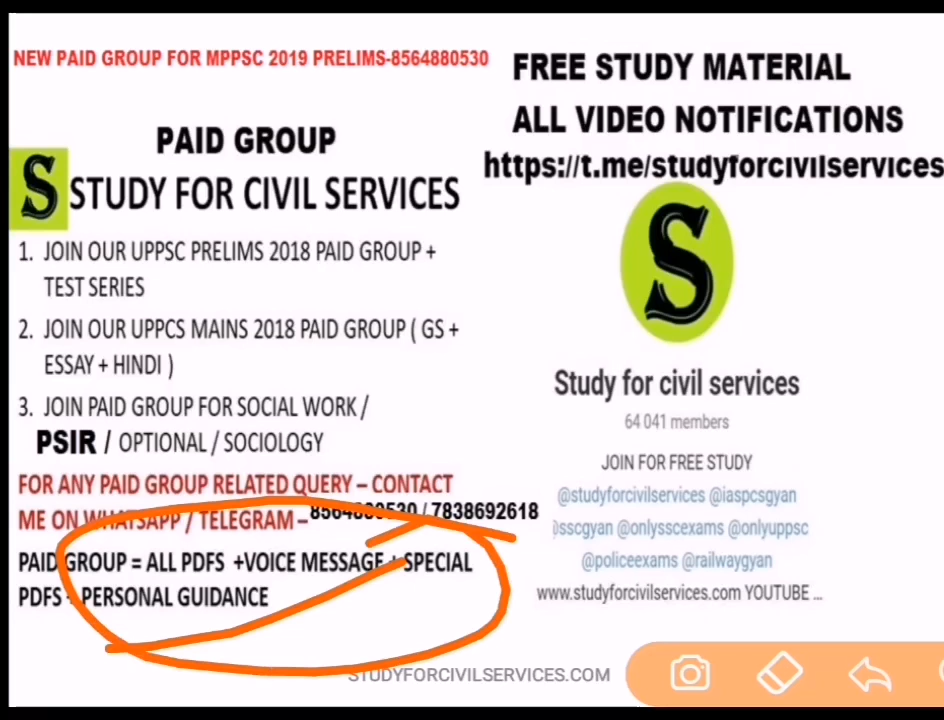 NEW PAID GROUP FOR MPPSC 2019 PRELIMS-8564880530
PAID GROUP
S STUDY FOR CIVIL SERVICES
1. JOIN OUR UPPSC PRELIMS 2018 PAID GROUP +
TEST SERIES
2. JOIN OUR UPPCS MAINS 2018 PAID GROUP ( GS +
ESSAY + HINDI )
3. JOIN PAID GROUP FOR SOCIAL WORK /
PSIR / OPTIONAL / SOCIOLOGY
FOR ANY PAID GROUP RELATED QUERY – CONTACT
ME ON WHATSAPP / TELEGRAM – 8564880530 / 7838692618
PAID GROUP = ALL PDFS +VOICE MESSAGE + SPECIAL
PDFS + PERSONAL GUIDANCE
FREE STUDY MATERIAL
ALL VIDEO NOTIFICATIONS
https://t.me/studyforcivilservices
S
Study for civil services
64 041 members
JOIN FOR FREE STUDY
@studyforcivilservices @iaspcsgyan
@sscgyan @onlysscexams @onlyuppsc
@policeexams @railwaygyan
www.studyforcivilservices.com YOUTUBE ...
STUDYFORCIVILSERVICES.COM